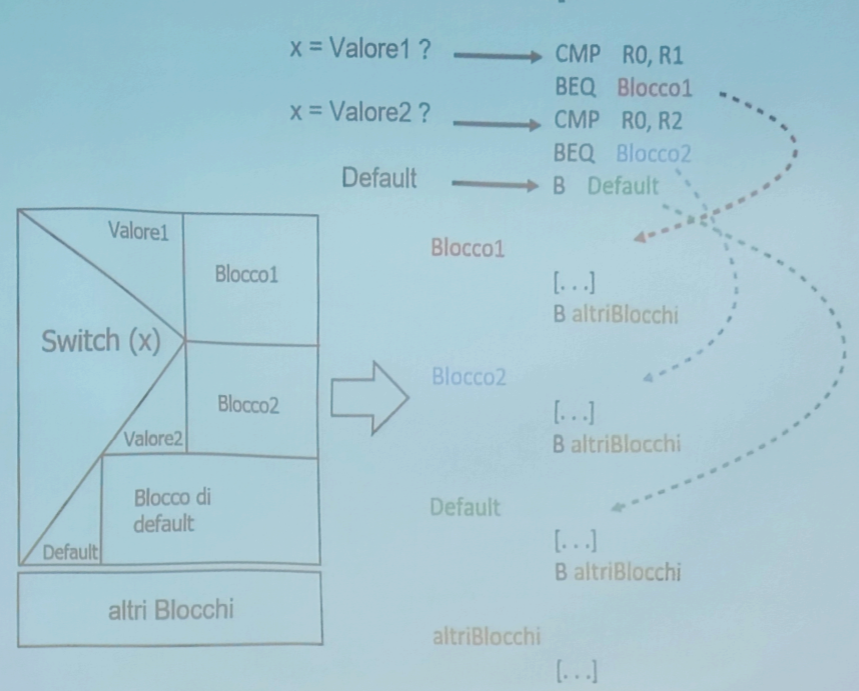 x = Valore1 ?
CMP R0, R1
BEQ Blocco1
x = Valore2 ?
CMP R0, R2
BEQ Blocco2
Default
B Default
Valore1
Blocco1
Switch (x)
Blocco2
Valore2
Blocco di
default
Default
altri Blocchi
Blocco1
[...]
B altriBlocchi
Blocco2
[...]
B altriBlocchi
Default
[...]
B altriBlocchi
altriBlocchi
[...]